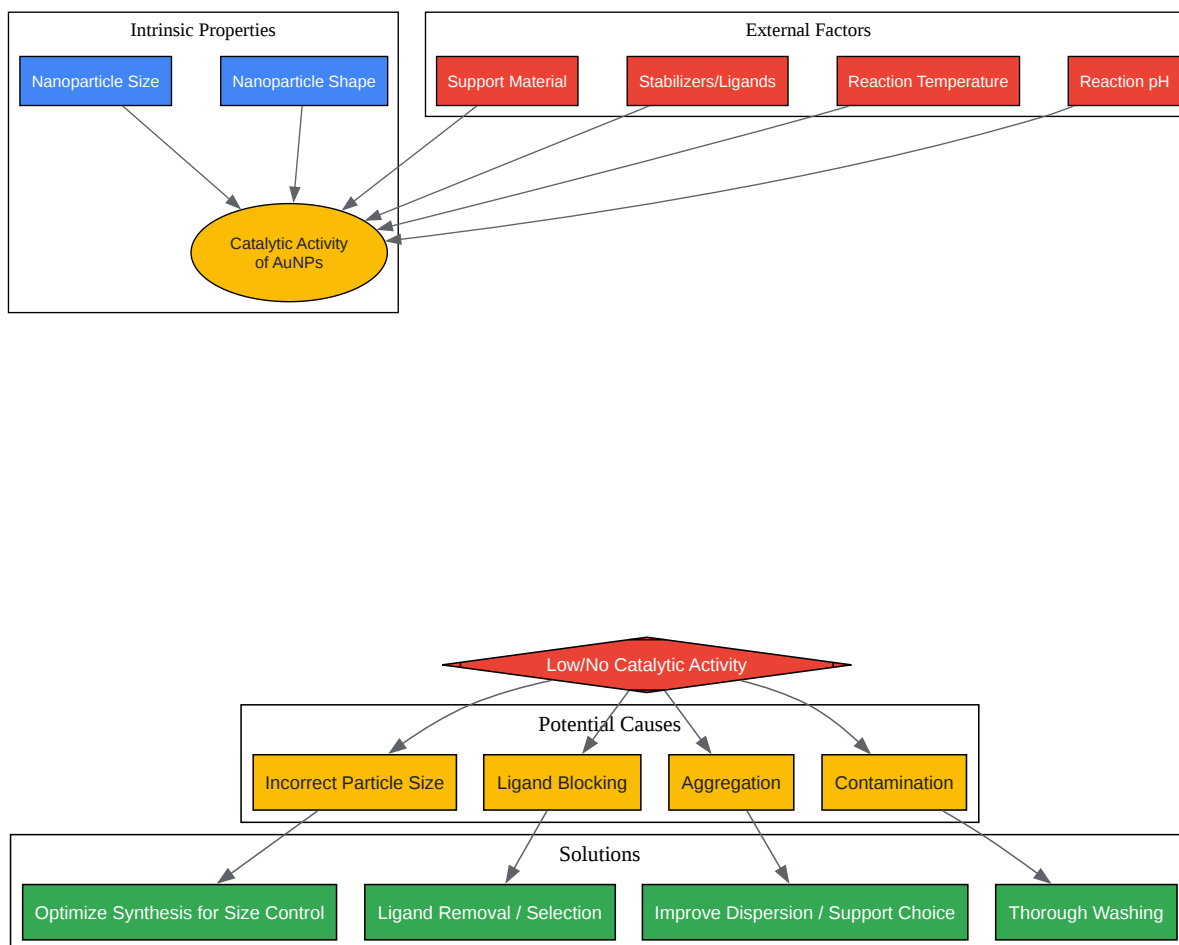 Intrinsic Properties
External Factors
Nanoparticle Size
Nanoparticle Shape
Support Material
Stabilizers/Ligands
Reaction Temperature
Reaction pH
Catalytic Activity
of AuNPs
Low/No Catalytic Activity
Potential Causes
Incorrect Particle Size
Ligand Blocking
Aggregation
Contamination
Solutions
Optimize Synthesis for Size Control
Ligand Removal / Selection
Improve Dispersion / Support Choice
Thorough Washing